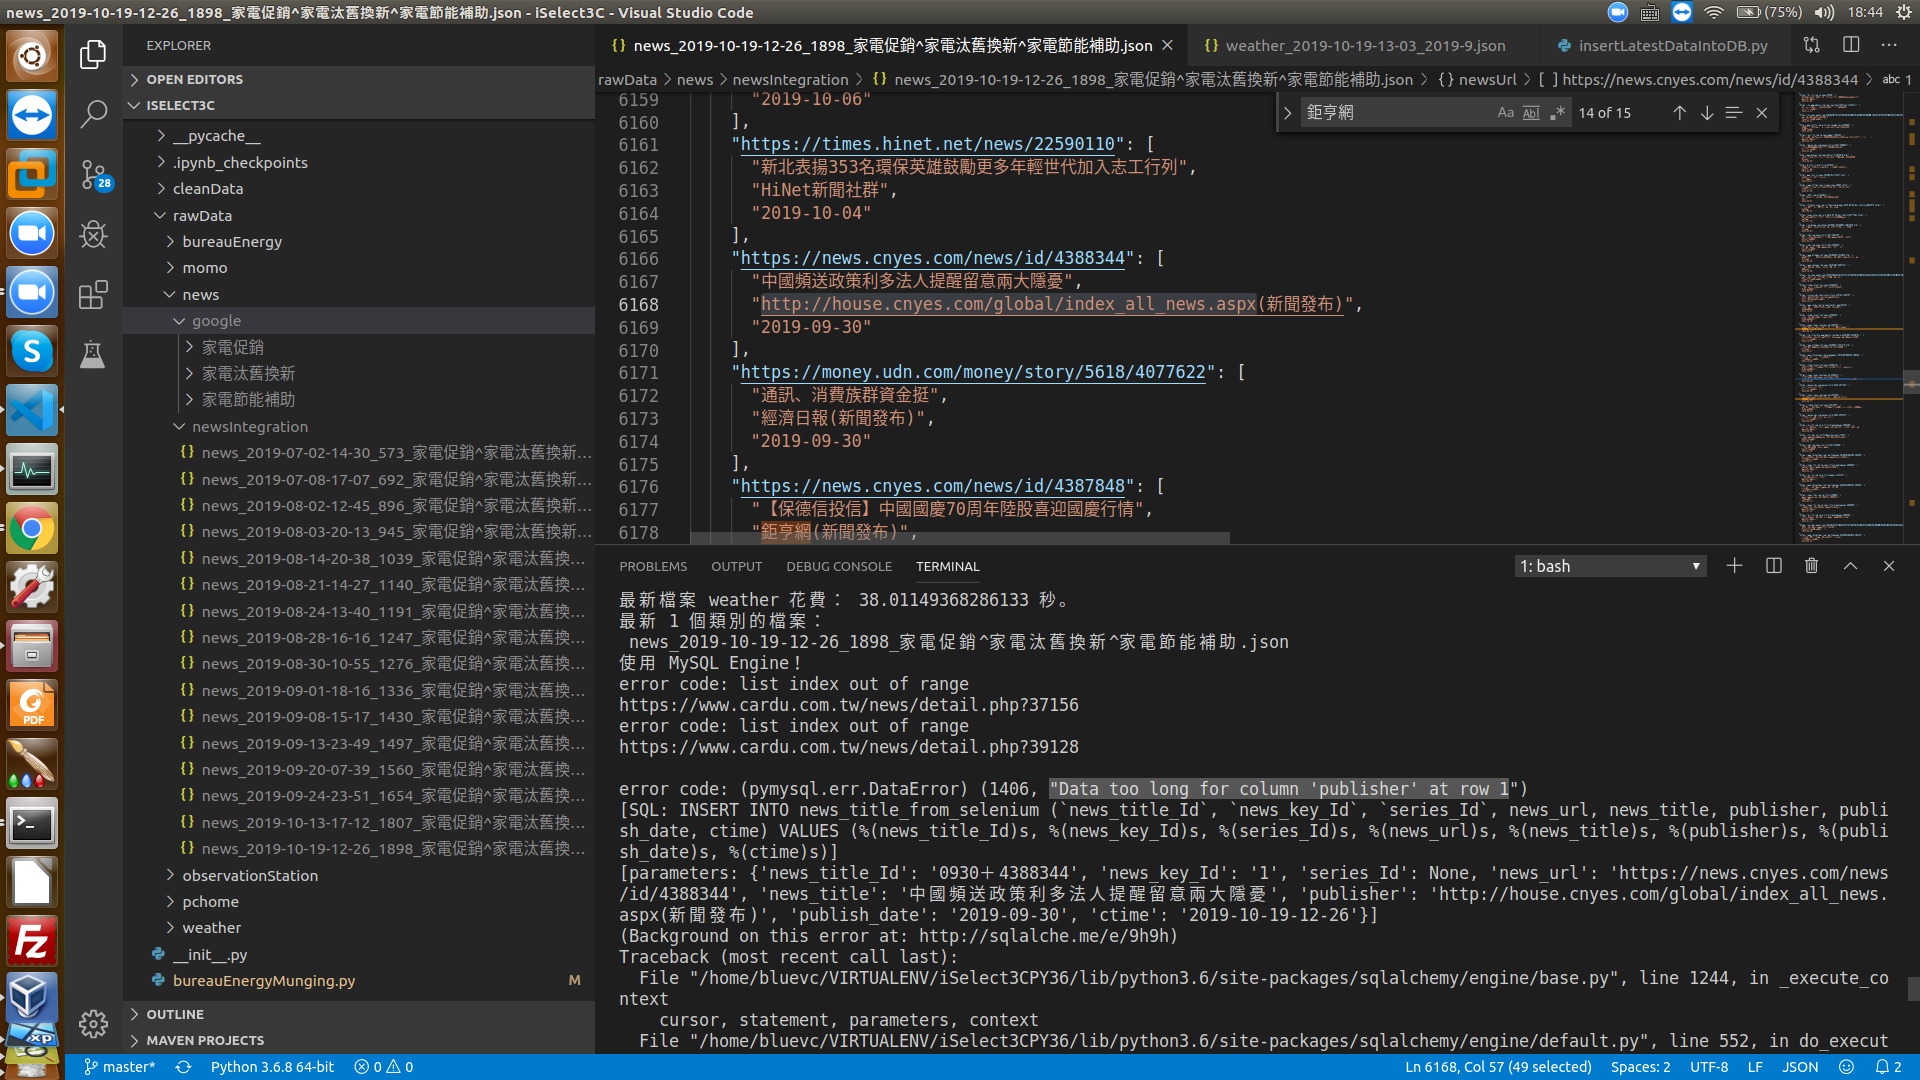 news_2019-10-19-12-26_1898_家電促銷^家電汰舊換新^家電節能補助.json - iSelect3C - Visual Studio Code
(75%)
18:44
EXPLORER
OPEN EDITORS
ISELECT3C
__pycache__
.ipynb_checkpoints
cleanData
rawData
bureauEnergy
momo
news
google
家電促銷
家電汰舊換新
家電節能補助
newsIntegration
news_2019-07-02-14-30_573_家電促銷^家電汰舊換新...
news_2019-07-08-17-07_692_家電促銷^家電汰舊換新...
news_2019-08-02-12-45_896_家電促銷^家電汰舊換新...
news_2019-08-03-20-13_945_家電促銷^家電汰舊換新...
news_2019-08-14-20-38_1039_家電促銷^家電汰舊換...
news_2019-08-21-14-27_1140_家電促銷^家電汰舊換...
news_2019-08-24-13-40_1191_家電促銷^家電汰舊換...
news_2019-08-28-16-16_1247_家電促銷^家電汰舊換...
news_2019-08-30-10-55_1276_家電促銷^家電汰舊換...
news_2019-09-01-18-16_1336_家電促銷^家電汰舊換...
news_2019-09-08-15-17_1430_家電促銷^家電汰舊換...
news_2019-09-13-23-49_1497_家電促銷^家電汰舊換...
news_2019-09-20-07-39_1560_家電促銷^家電汰舊換...
news_2019-09-24-23-51_1654_家電促銷^家電汰舊換...
news_2019-10-13-17-12_1807_家電促銷^家電汰舊換...
news_2019-10-19-12-26_1898_家電促銷^家電汰舊換...
observationStation
pchome
weather
__init__.py
bureauEnergyMunging.py M
OUTLINE
MAVEN PROJECTS
28
PDF
{} news_2019-10-19-12-26_1898_家電促銷^家電汰舊換新^家電節能補助.json
{} weather_2019-10-19-13-03_2019-9.json
insertLatestDataIntoDB.py
rawData > news > newsIntegration > {} news_2019-10-19-12-26_1898_家電促銷^家電汰舊換新^家電節能補助.json > {} newsUrl > [ ] https://news.cnyes.com/news/id/4388344 > abc 1
鉅亨網 Aa Abl .* 14 of 15
6159 "2019-10-06"
6160 ],
6161 "https://times.hinet.net/news/22590110": [
6162 "新北表揚353名環保英雄鼓勵更多年輕世代加入志工行列",
6163 "HiNet新聞社群",
6164 "2019-10-04"
6165 ],
6166 "https://news.cnyes.com/news/id/4388344": [
6167 "中國頻送政策利多法人提醒留意兩大隱憂",
6168 "http://house.cnyes.com/global/index_all_news.aspx(新聞發布)",
6169 "2019-09-30"
6170 ],
6171 "https://money.udn.com/money/story/5618/4077622": [
6172 "通訊、消費族群資金挺",
6173 "經濟日報(新聞發布)",
6174 "2019-09-30"
6175 ],
6176 "https://news.cnyes.com/news/id/4387848": [
6177 "【保德信投信】中國國慶70周年陸股喜迎國慶行情",
6178 "鉅亨網(新聞發布)",
PROBLEMS OUTPUT DEBUG CONSOLE TERMINAL 1: bash
最新檔案 weather 花費： 38.01149368286133 秒。
最新 1 個類別的檔案：
news_2019-10-19-12-26_1898_家電促銷^家電汰舊換新^家電節能補助.json
使用 MySQL Engine!
error code: list index out of range
https://www.cardu.com.tw/news/detail.php?37156
error code: list index out of range
https://www.cardu.com.tw/news/detail.php?39128
error code: (pymysql.err.DataError) (1406, "Data too long for column 'publisher' at row 1")
[SQL: INSERT INTO news_title_from_selenium (`news_title_Id`, `news_key_Id`, `series_Id`, news_url, news_title, publisher, publi
sh_date, ctime) VALUES (%(news_title_Id)s, %(news_key_Id)s, %(series_Id)s, %(news_url)s, %(news_title)s, %(publisher)s, %(publi
sh_date)s, %(ctime)s)]
[parameters: {'news_title_Id': '0930＋4388344', 'news_key_Id': '1', 'series_Id': None, 'news_url': 'https://news.cnyes.com/news
/id/4388344', 'news_title': '中國頻送政策利多法人提醒留意兩大隱憂', 'publisher': 'http://house.cnyes.com/global/index_all_news.
aspx(新聞發布)', 'publish_date': '2019-09-30', 'ctime': '2019-10-19-12-26'}]
(Background on this error at: http://sqlalche.me/e/9h9h)
Traceback (most recent call last):
File "/home/bluevc/VIRTUALENV/iSelect3CPY36/lib/python3.6/site-packages/sqlalchemy/engine/base.py", line 1244, in _execute_co
ntext
cursor, statement, parameters, context
File "/home/bluevc/VIRTUALENV/iSelect3CPY36/lib/python3.6/site-packages/sqlalchemy/engine/default.py", line 552, in do_execut
master* Python 3.6.8 64-bit 0 0 Ln 6168, Col 57 (49 selected) Spaces: 2 UTF-8 LF JSON 2